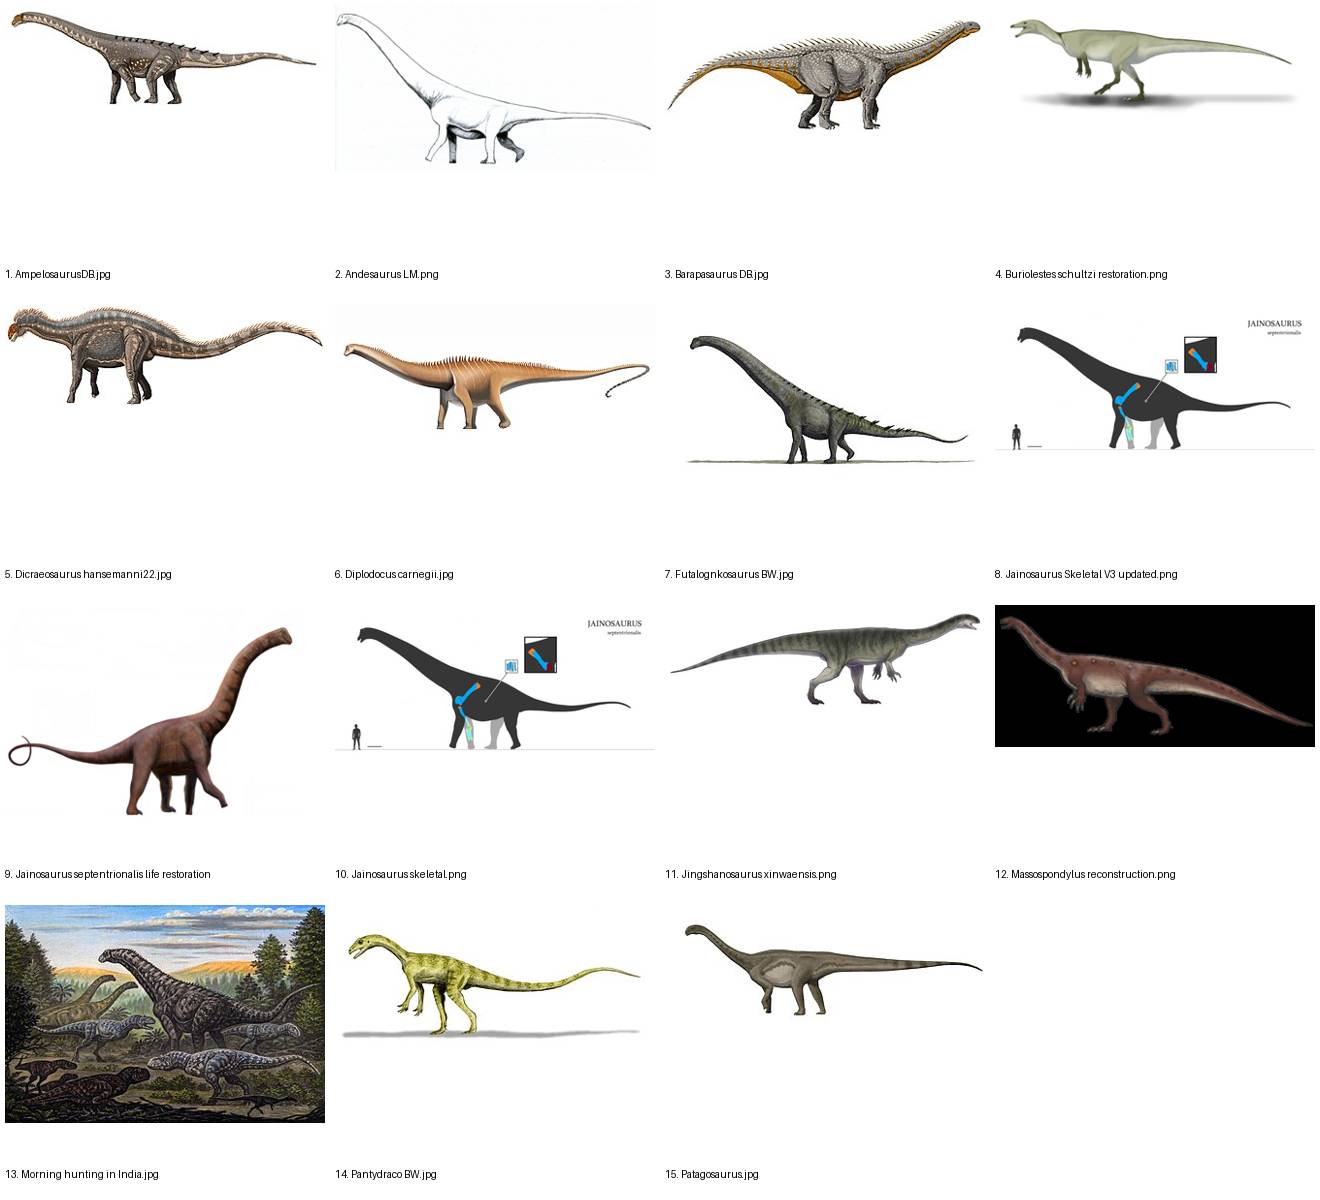 1. AmpelosaurusDB.jpg
2. Andesaurus LM.png
3. Barapasaurus DB.jpg
4. Buriolestes schultzi restoration.png
JAINOSAURUS
septentrionalis
5. Dicraeosaurus hansemanni22.jpg
6. Diplodocus carnegii.jpg
7. Futalognkosaurus BW.jpg
8. Jainosaurus Skeletal V3 updated.png
JAINOSAURUS
septentrionalis
9. Jainosaurus septentrionalis life restoration
10. Jainosaurus skeletal.png
11. Jingshanosaurus xinwaensis.png
12. Massospondylus reconstruction.png
13. Morning hunting in India.jpg
14. Pantydraco BW.jpg
15. Patagosaurus.jpg